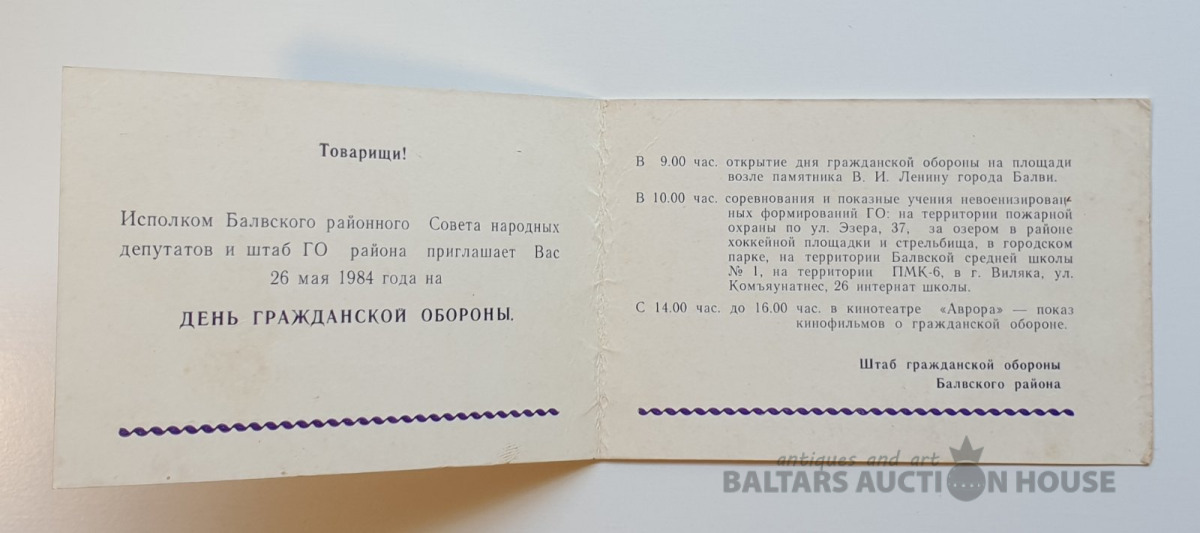 Товарищи!
Исполком Балвского районного Совета народных
депутатов и штаб ГО района приглашает Вас
26 мая 1984 года на
ДЕНЬ ГРАЖДАНСКОЙ ОБОРОНЫ.
В 9.00 час. открытие дня гражданской обороны на площади
возле памятника В. И. Ленину города Балви.
В 10.00 час. соревнования и показные учения невоенизирован-
ных формирований ГО: на территории пожарной
охраны по ул. Эзера, 37, за озером в районе
хоккейной площадки и стрельбища, в городском
парке, на территории Балвской средней школы
№ 1, на территории ПМК-6, в г. Виляка, ул.
Комъяунатнес, 26 интернат школы.
С 14.00 час. до 16.00 час. в кинотеатре «Аврора» — показ
кинофильмов о гражданской обороне.
Штаб гражданской обороны
Балвского района
antiques and art
BALTARS AUCTION HOUSE